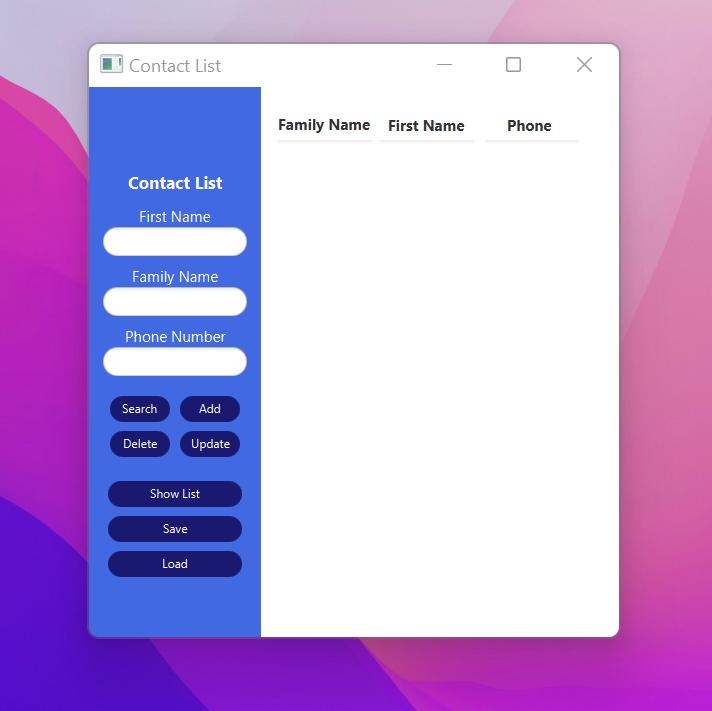 Contact List
Contact List
First Name
Family Name
Phone Number
Search Add
Delete Update
Show List
Save
Load
Family Name First Name Phone